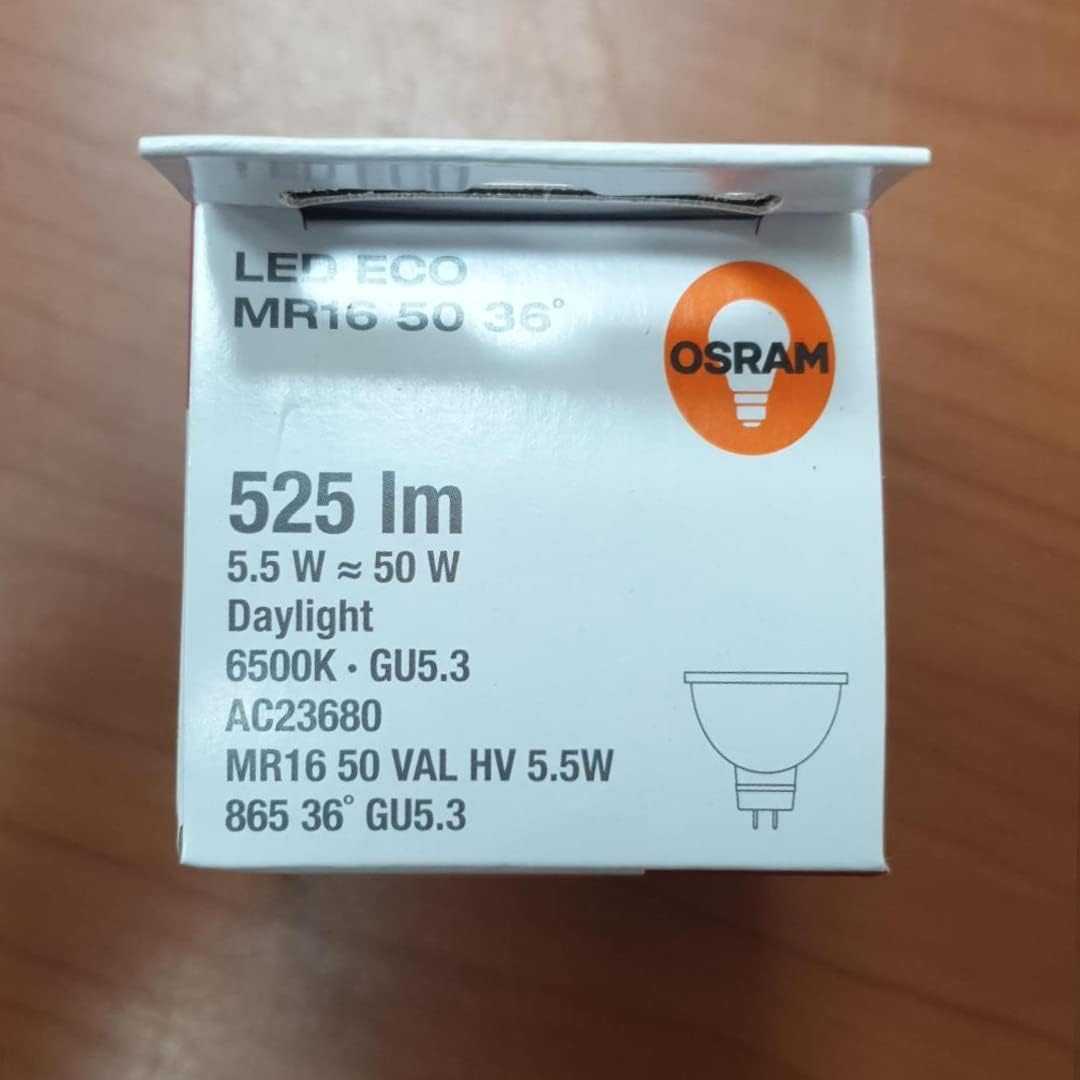 LED ECO
MR16 50 36°
OSRAM
525 lm
5.5 W ≈ 50 W
Daylight
6500K · GU5.3
AC23680
MR16 50 VAL HV 5.5W
865 36° GU5.3